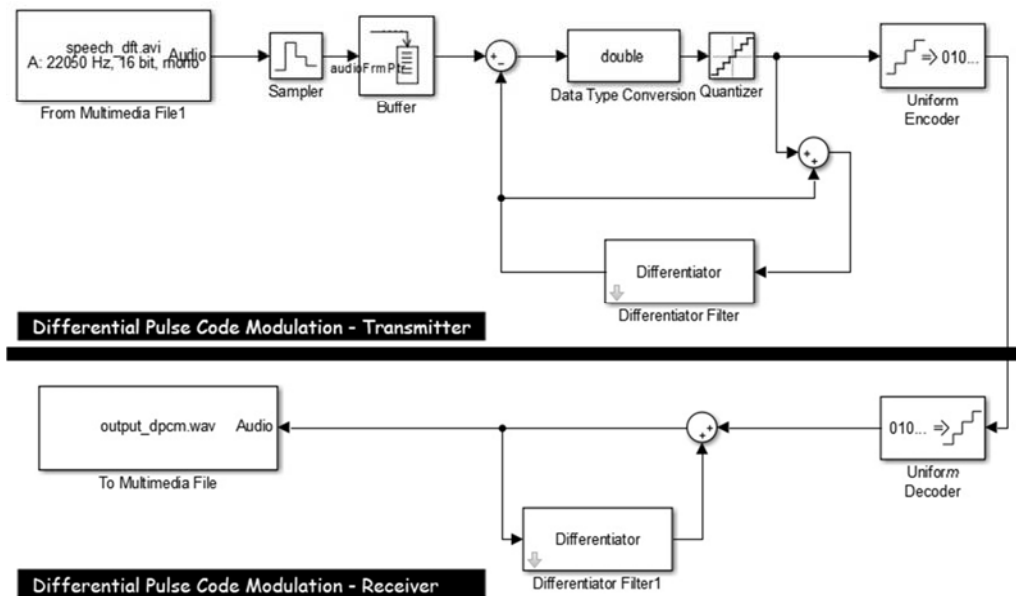 speech_dft.avi
Audio
A: 22050 Hz, 16 bit, mono
From Multimedia File1
Sampler
audioFrmPtr
Buffer
+
−
double
Data Type Conversion
Quantizer
=> 010...
Uniform
Encoder
+
+
Differentiator
Differentiator Filter
Differential Pulse Code Modulation - Transmitter
output_dpcm.wav
Audio
To Multimedia File
+
+
010... =>
Uniform
Decoder
Differentiator
Differentiator Filter1
Differential Pulse Code Modulation - Receiver